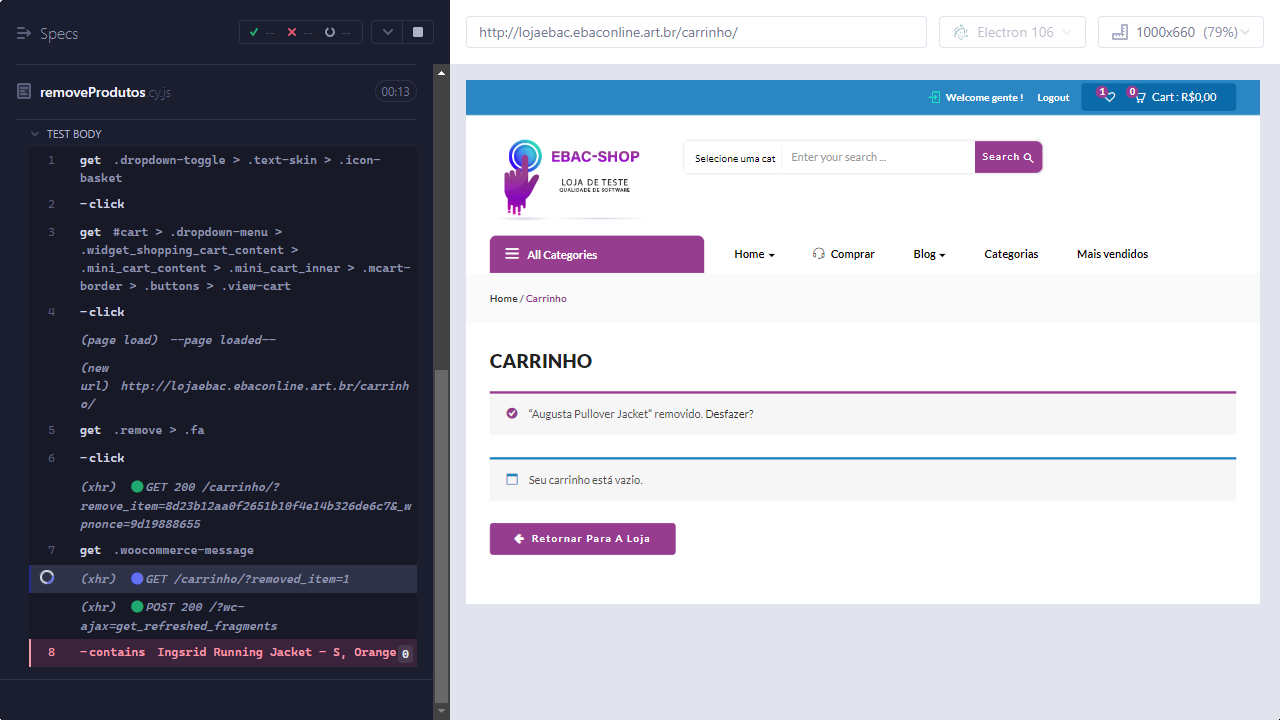 Specs
-- -- --
removeProdutos.cy.js 00:13
TEST BODY
1 get .dropdown-toggle > .text-skin > .icon-
basket
2 -click
3 get #cart > .dropdown-menu >
.widget_shopping_cart_content >
.mini_cart_content > .mini_cart_inner > .mcart-
border > .buttons > .view-cart
4 -click
(page load) --page loaded--
(new
url) http://lojaebac.ebaconline.art.br/carrinh
o/
5 get .remove > .fa
6 -click
(xhr) GET 200 /carrinho/?
remove_item=8d23b12aa0f2651b10f4e14b326de6c7&_w
pnonce=9d19888655
7 get .woocommerce-message
(xhr) GET /carrinho/?removed_item=1
(xhr) POST 200 /?wc-
ajax=get_refreshed_fragments
8 -contains Ingsrid Running Jacket - S, Orange 0
http://lojaebac.ebaconline.art.br/carrinho/
Electron 106
1000x660 (79%)
Welcome gente ! Logout 1 0 Cart : R$0,00
EBAC-SHOP
LOJA DE TESTE
QUALIDADE DE SOFTWARE
Selecione uma cat Enter your search ... Search
All Categories Home Comprar Blog Categorias Mais vendidos
Home / Carrinho
CARRINHO
“Augusta Pullover Jacket” removido. Desfazer?
Seu carrinho está vazio.
Retornar Para A Loja